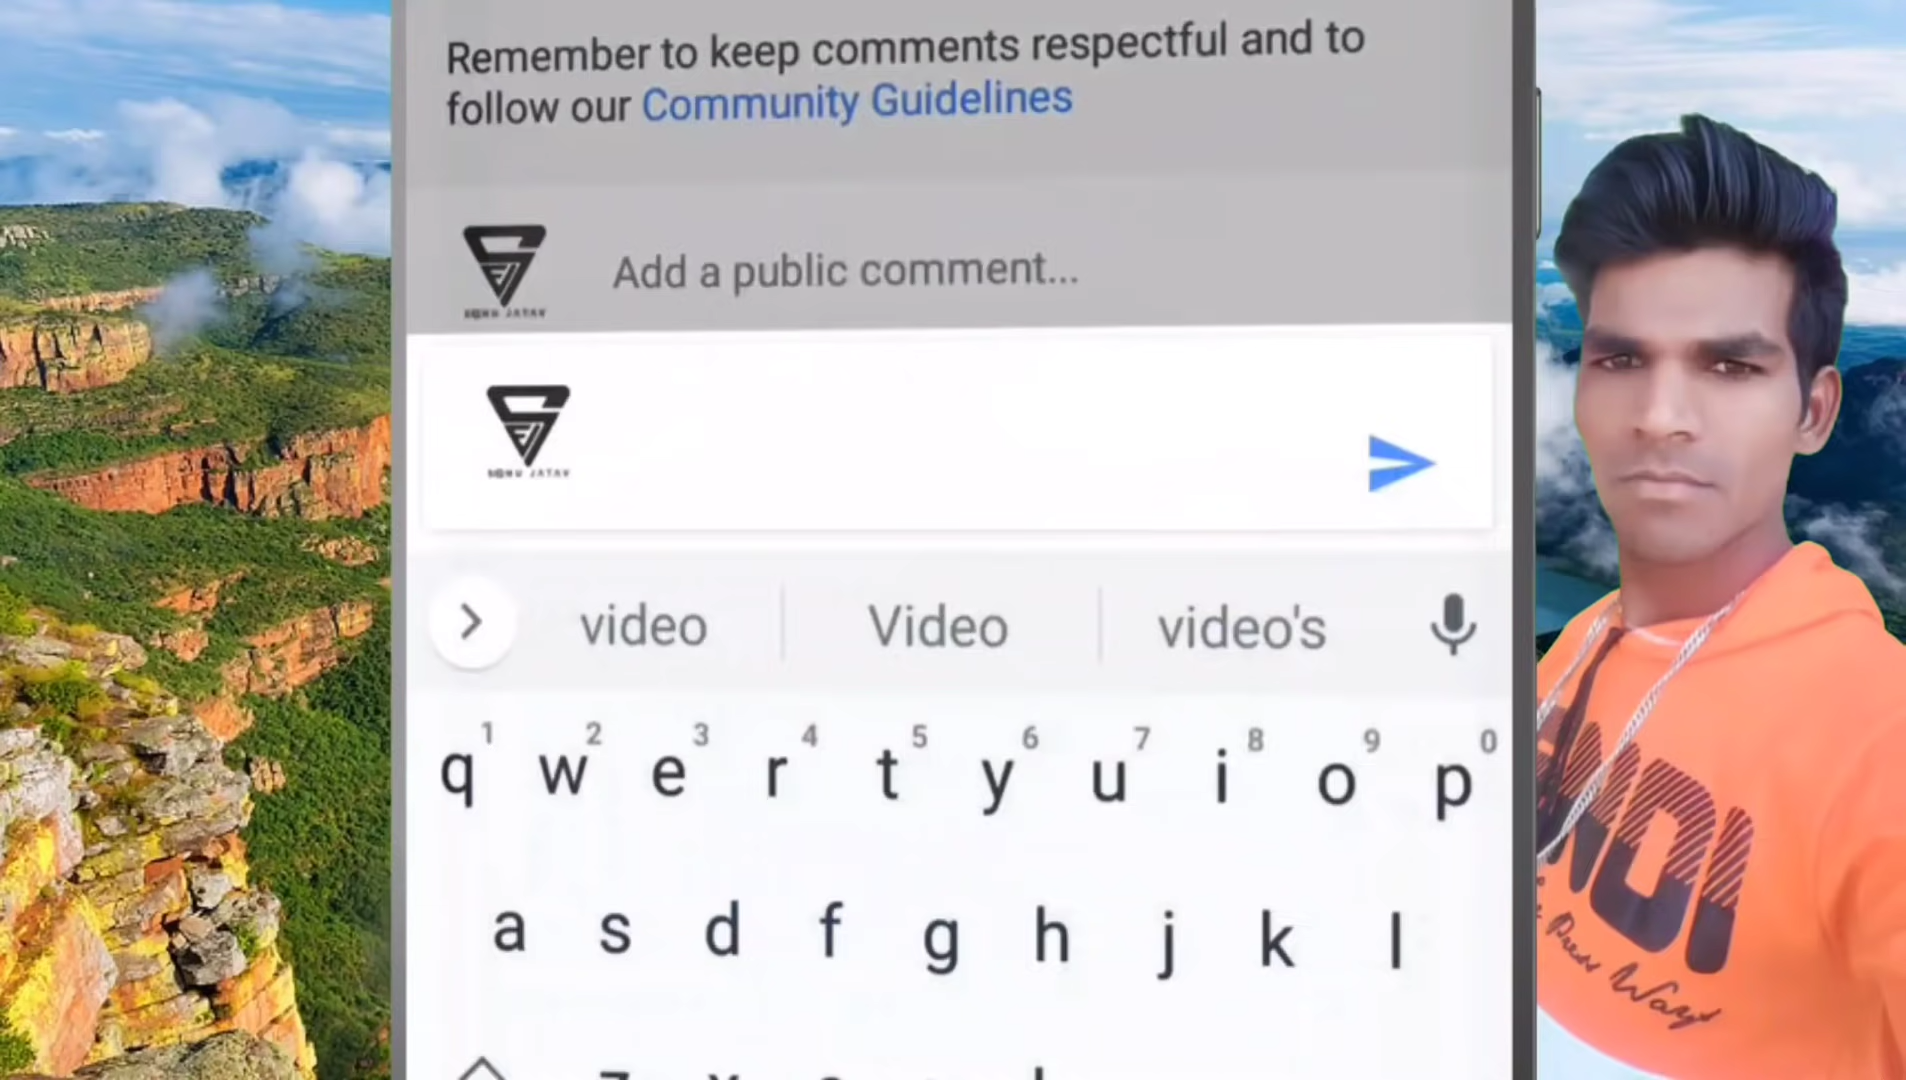 Remember to keep comments respectful and to
follow our Community Guidelines
Add a public comment...
video Video video's
1 2 3 4 5 6 7 8 9 0
q w e r t y u i o p
a s d f g h j k l